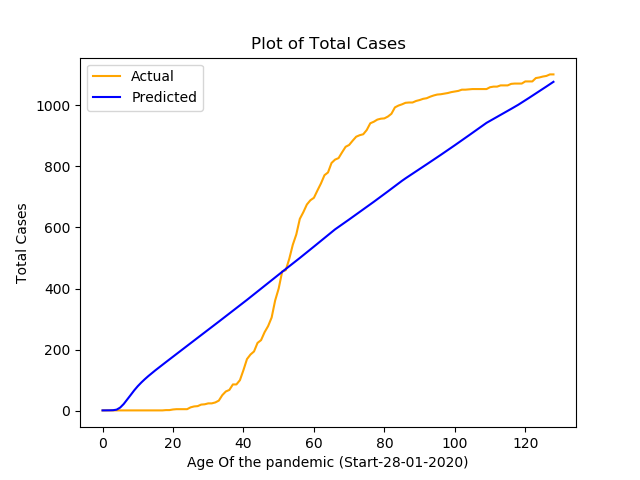 Plot of Total Cases
Actual
Predicted
1000
800
600
400
200
0
Total Cases
0 20 40 60 80 100 120
Age Of the pandemic (Start-28-01-2020)